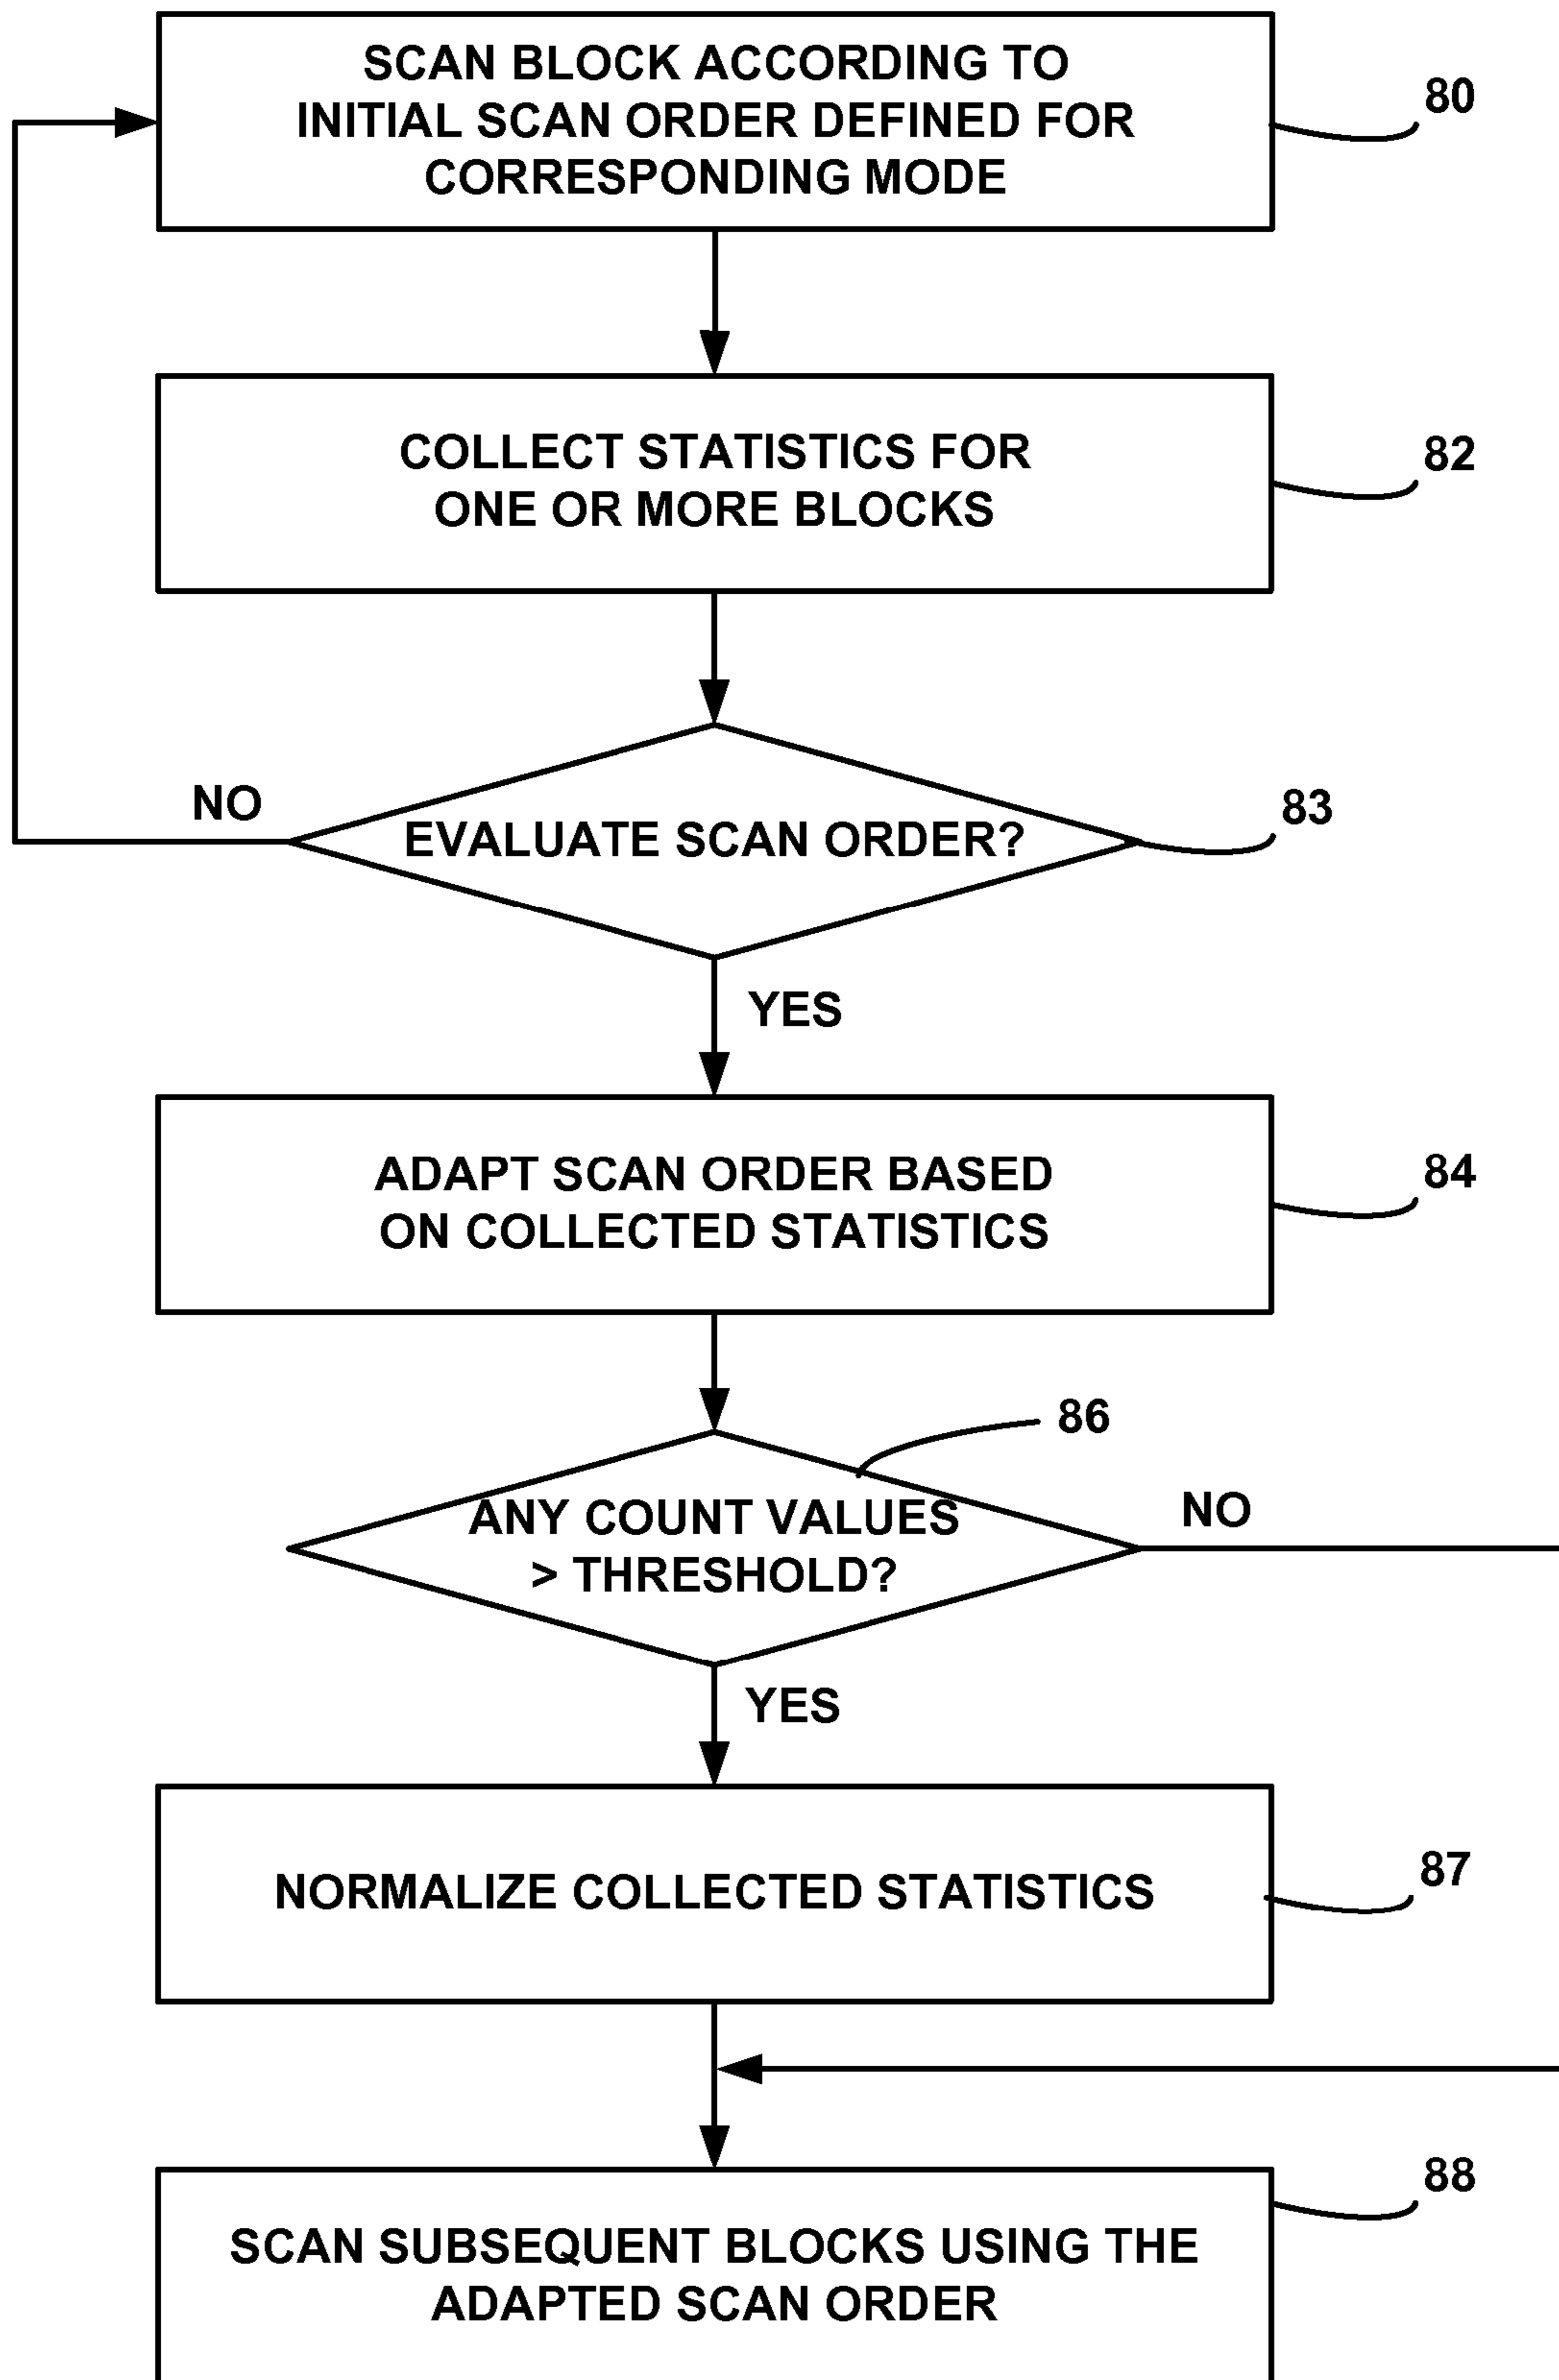 SCAN BLOCK ACCORDING TO
INITIAL SCAN ORDER DEFINED FOR
CORRESPONDING MODE
80
COLLECT STATISTICS FOR
ONE OR MORE BLOCKS
82
NO
EVALUATE SCAN ORDER?
83
YES
ADAPT SCAN ORDER BASED
ON COLLECTED STATISTICS
84
86
ANY COUNT VALUES
> THRESHOLD?
NO
YES
NORMALIZE COLLECTED STATISTICS
87
88
SCAN SUBSEQUENT BLOCKS USING THE
ADAPTED SCAN ORDER